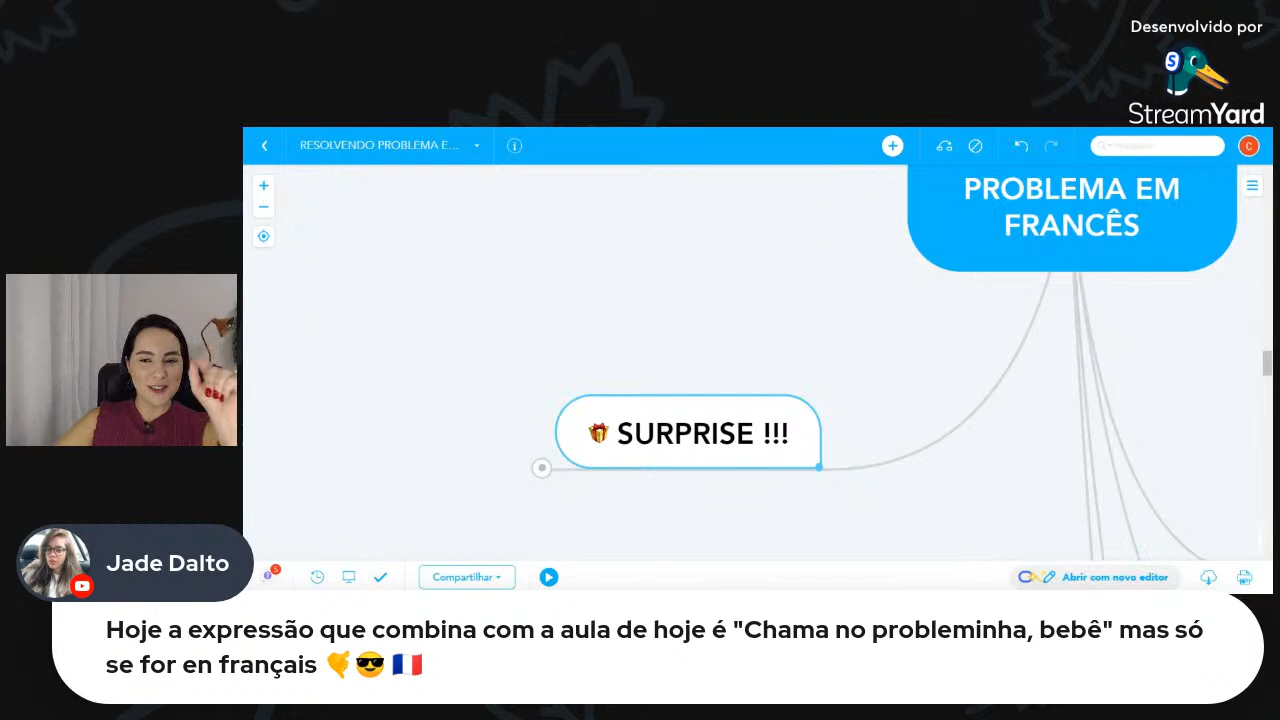 Desenvolvido por
StreamYard
RESOLVENDO PROBLEMA E...
C
PROBLEMA EM
FRANCÊS
SURPRISE !!!
Jade Dalto
5
Compartilhar
Abrir com novo editor
Hoje a expressão que combina com a aula de hoje é "Chama no probleminha, bebê" mas só
se for en français 🤙😎 🇫🇷